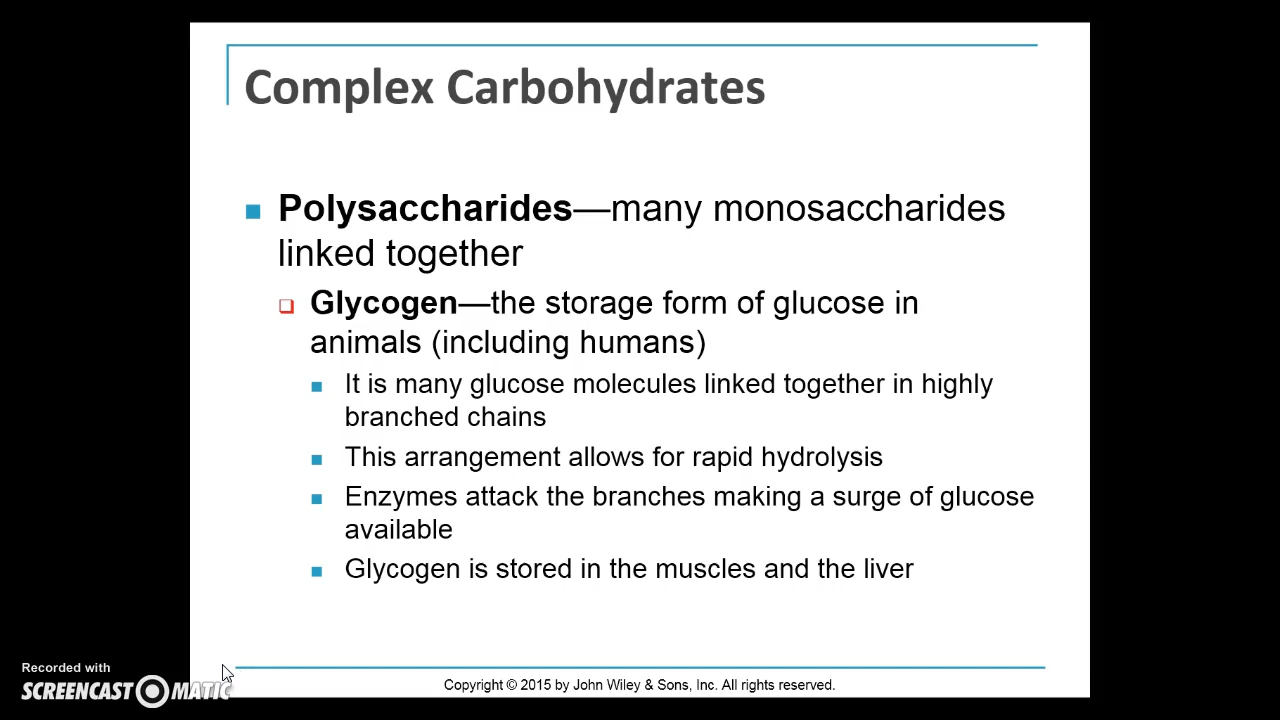 Complex Carbohydrates
Polysaccharides—many monosaccharides
linked together
Glycogen—the storage form of glucose in
animals (including humans)
It is many glucose molecules linked together in highly
branched chains
This arrangement allows for rapid hydrolysis
Enzymes attack the branches making a surge of glucose
available
Glycogen is stored in the muscles and the liver
Recorded with
SCREENCAST MATIC
Copyright © 2015 by John Wiley & Sons, Inc. All rights reserved.